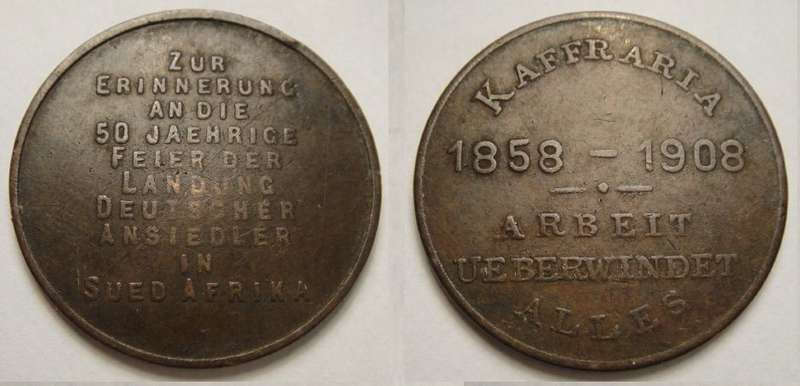 ZUR
ERINNERUNG
AN DIE
50 JAEHRIGE
FEIER DER
LANDUNG
DEUTSCHER
ANSIEDLER
IN
SUED AFRIKA
KAFFRARIA
1858 - 1908
ARBEIT
UEBERWINDET
ALLES